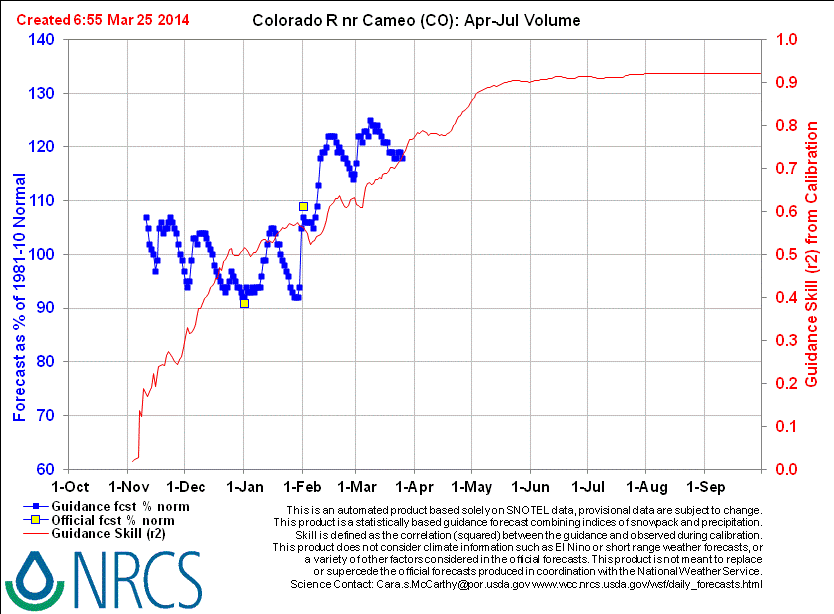 Created 6:55 Mar 25 2014
Colorado R nr Cameo (CO): Apr-Jul Volume
140
130
120
110
100
90
80
70
60
Forecast as % of 1981-10 Normal
1.0
0.9
0.8
0.7
0.6
0.5
0.4
0.3
0.2
0.1
0.0
Guidance Skill (r2) from Calibration
1-Oct 1-Nov 1-Dec 1-Jan 1-Feb 1-Mar 1-Apr 1-May 1-Jun 1-Jul 1-Aug 1-Sep
Guidance fcst % norm
Official fcst % norm
Guidance Skill (r2)
This is an automated product based solely on SNOTEL data, provisional data are subject to change.
This product is a statistically based guidance forecast combining indices of snowpack and precipitation.
Skill is defined as the correlation (squared) between the guidance and observed during calibration.
This product does not consider climate information such as El Nino or short range weather forecasts, or
a variety of other factors considered in the official forecasts. This product is not meant to replace
or supercede the official forecasts produced in coordination with the National Weather Service.
Science Contact: Cara.s.McCarthy@por.usda.gov www.wcc.nrcs.usda.gov/wsf/daily_forecasts.html
NRCS